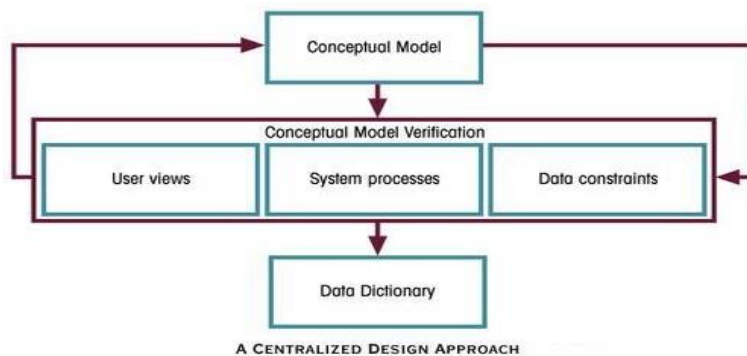 Conceptual Model
Conceptual Model Verification
User views
System processes
Data constraints
Data Dictionary
A CENTRALIZED DESIGN APPROACH